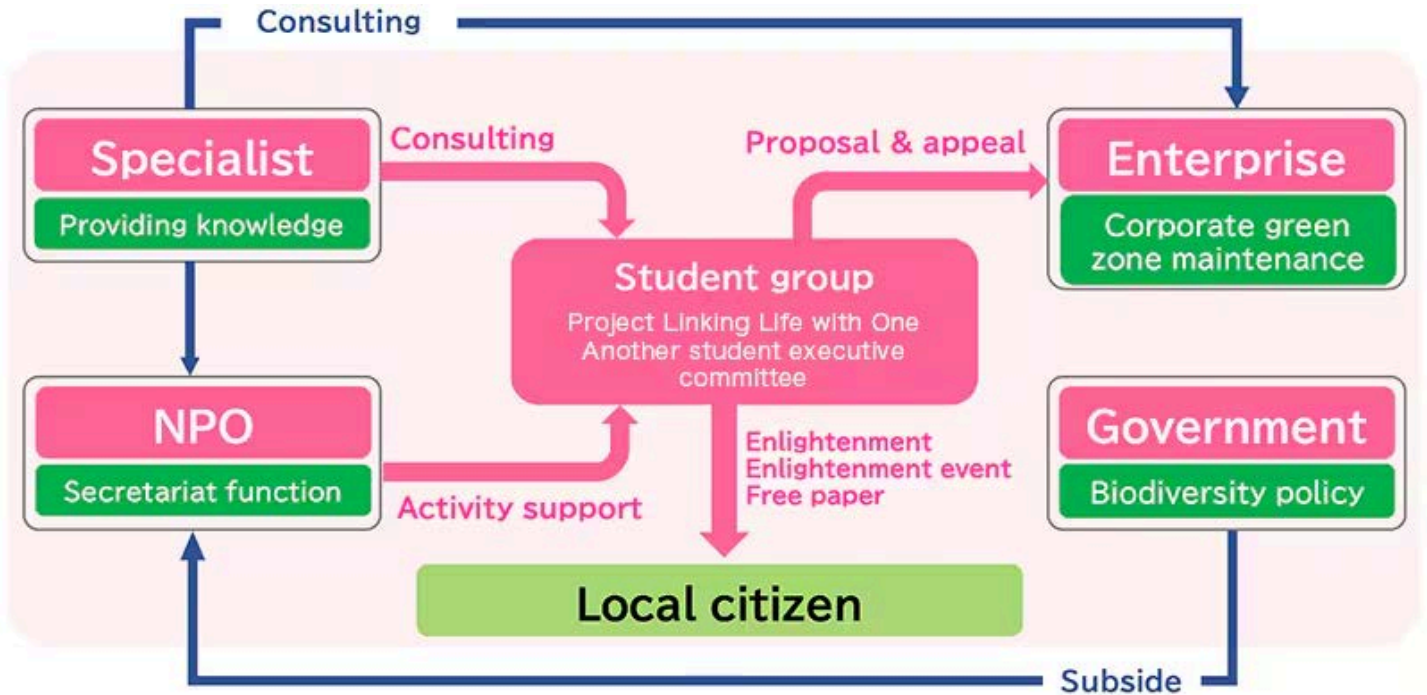 Consulting
Specialist
Providing knowledge
Consulting
Proposal & appeal
Enterprise
Corporate green
zone maintenance
Student group
Project Linking Life with One
Another student executive
committee
NPO
Secretariat function
Activity support
Enlightenment
Enlightenment event
Free paper
Government
Biodiversity policy
Local citizen
Subside